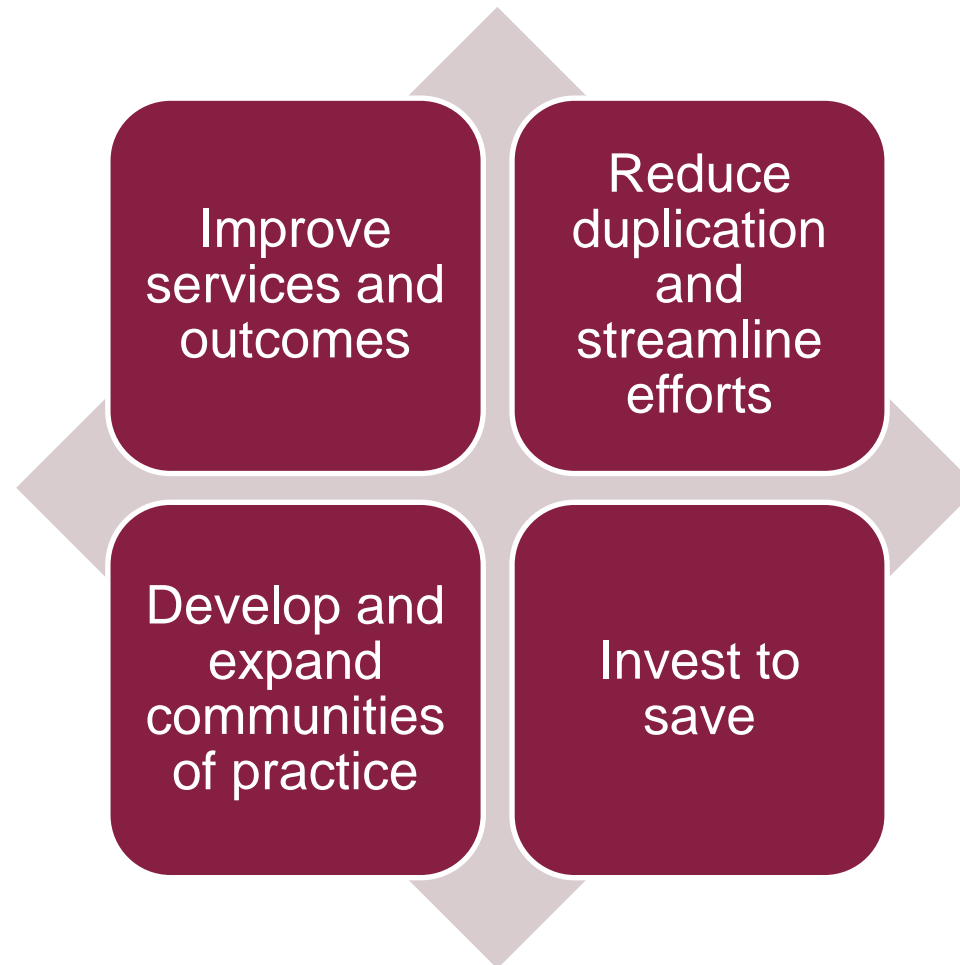 Improve
services and
outcomes
Reduce
duplication
and
streamline
efforts
Develop and
expand
communities
of practice
Invest to
save